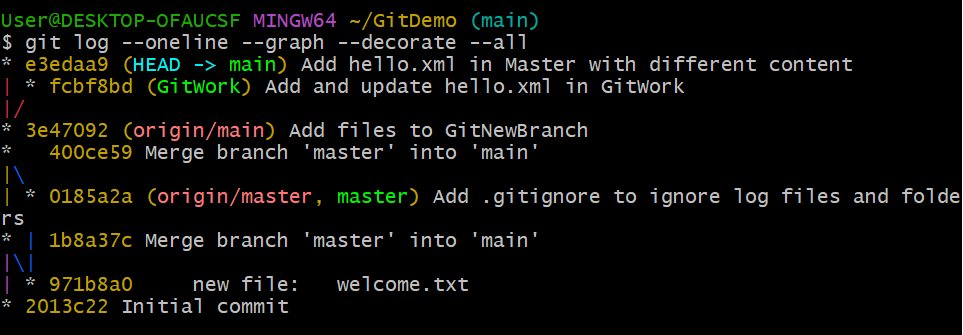 User@DESKTOP-OFAUCSF MINGW64 ~/GitDemo (main)
$ git log --oneline --graph --decorate --all
* e3edaa9 (HEAD -> main) Add hello.xml in Master with different content
| * fcbf8bd (GitWork) Add and update hello.xml in GitWork
|/
* 3e47092 (origin/main) Add files to GitNewBranch
*   400ce59 Merge branch 'master' into 'main'
|\
| * 0185a2a (origin/master, master) Add .gitignore to ignore log files and folde
rs
* | 1b8a37c Merge branch 'master' into 'main'
|\|
| * 971b8a0     new file:   welcome.txt
* 2013c22 Initial commit